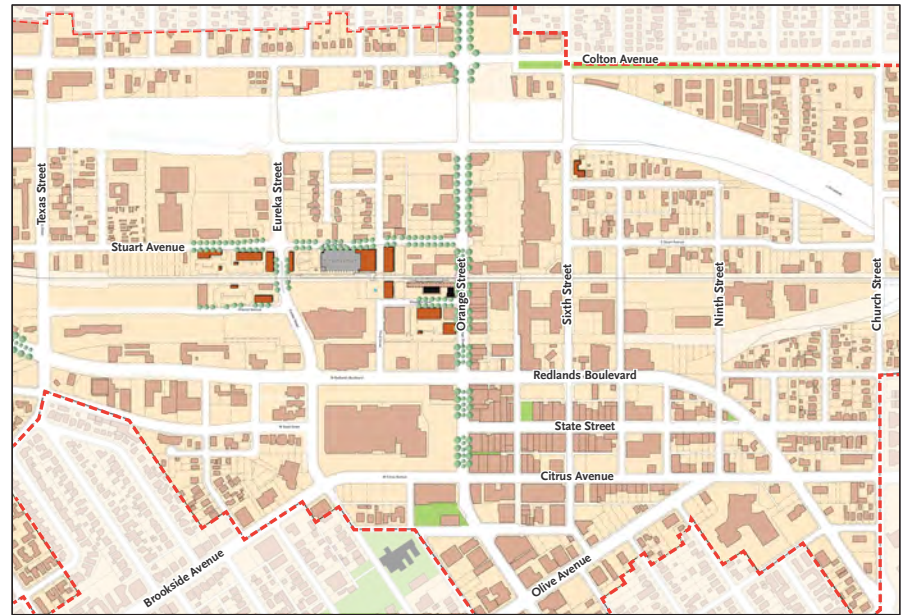 Colton Avenue
Texas Street
Eureka Street
Stuart Avenue
Orange Street
Sixth Street
Ninth Street
Church Street
Redlands Boulevard
State Street
Citrus Avenue
Brookside Avenue
Olive Avenue